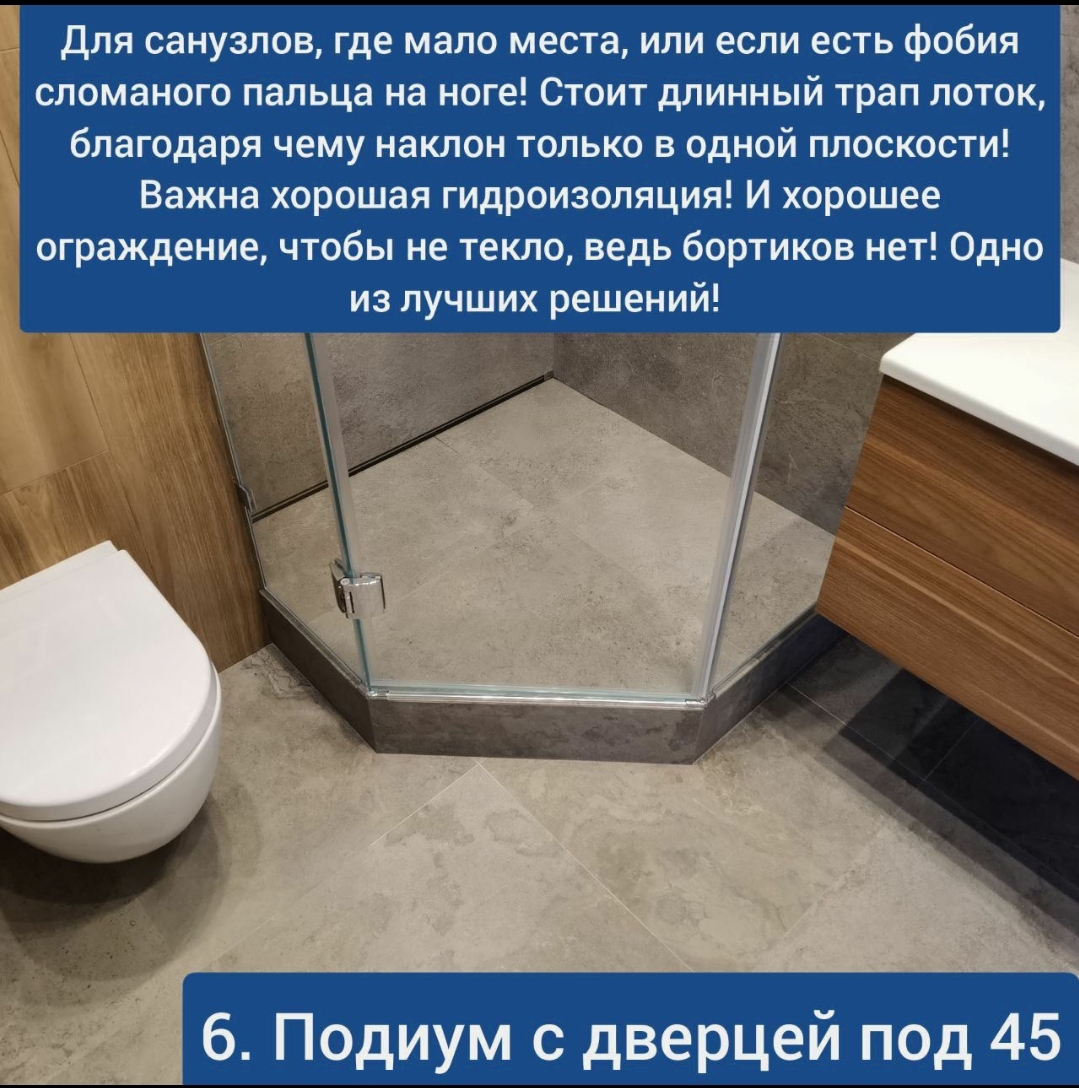 Для санузлов, где мало места, или если есть фобия
сломаного пальца на ноге! Стоит длинный трап лоток,
благодаря чему наклон только в одной плоскости!
Важна хорошая гидроизоляция! И хорошее
ограждение, чтобы не текло, ведь бортиков нет! Одно
из лучших решений!
6. Подиум с дверцей под 45